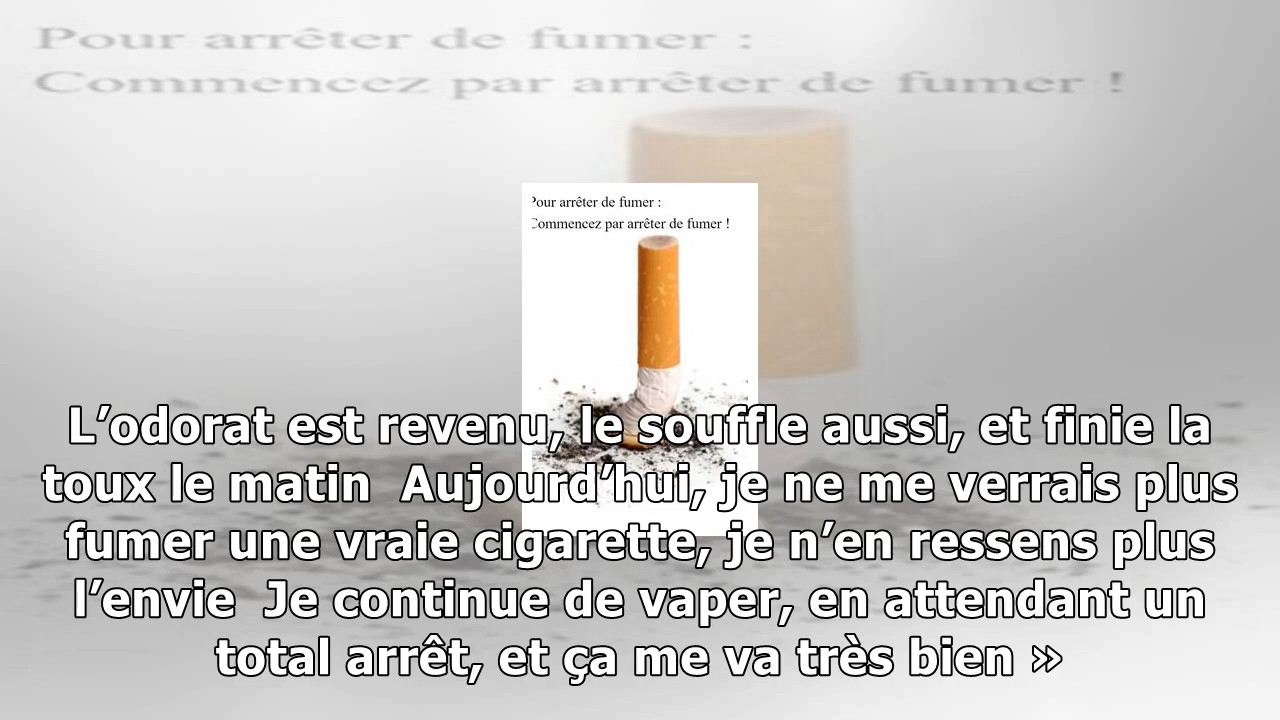 Pour arrêter de fumer :
Commencez par arrêter de fumer !
Pour arrêter de fumer :
Commencez par arrêter de fumer !
L’odorat est revenu, le souffle aussi, et finie la
toux le matin  Aujourd’hui, je ne me verrais plus
fumer une vraie cigarette, je n’en ressens plus
l’envie  Je continue de vaper, en attendant un
total arrêt, et ça me va très bien »